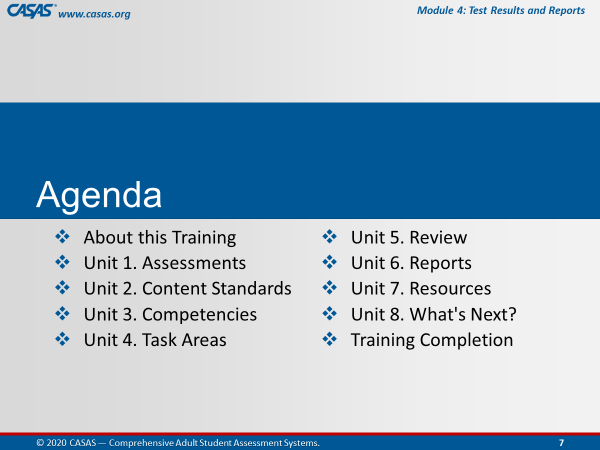 CASAS® www.casas.org
Module 4: Test Results and Reports
Agenda
About this Training
Unit 1. Assessments
Unit 2. Content Standards
Unit 3. Competencies
Unit 4. Task Areas
Unit 5. Review
Unit 6. Reports
Unit 7. Resources
Unit 8. What's Next?
Training Completion
© 2020 CASAS — Comprehensive Adult Student Assessment Systems.
7